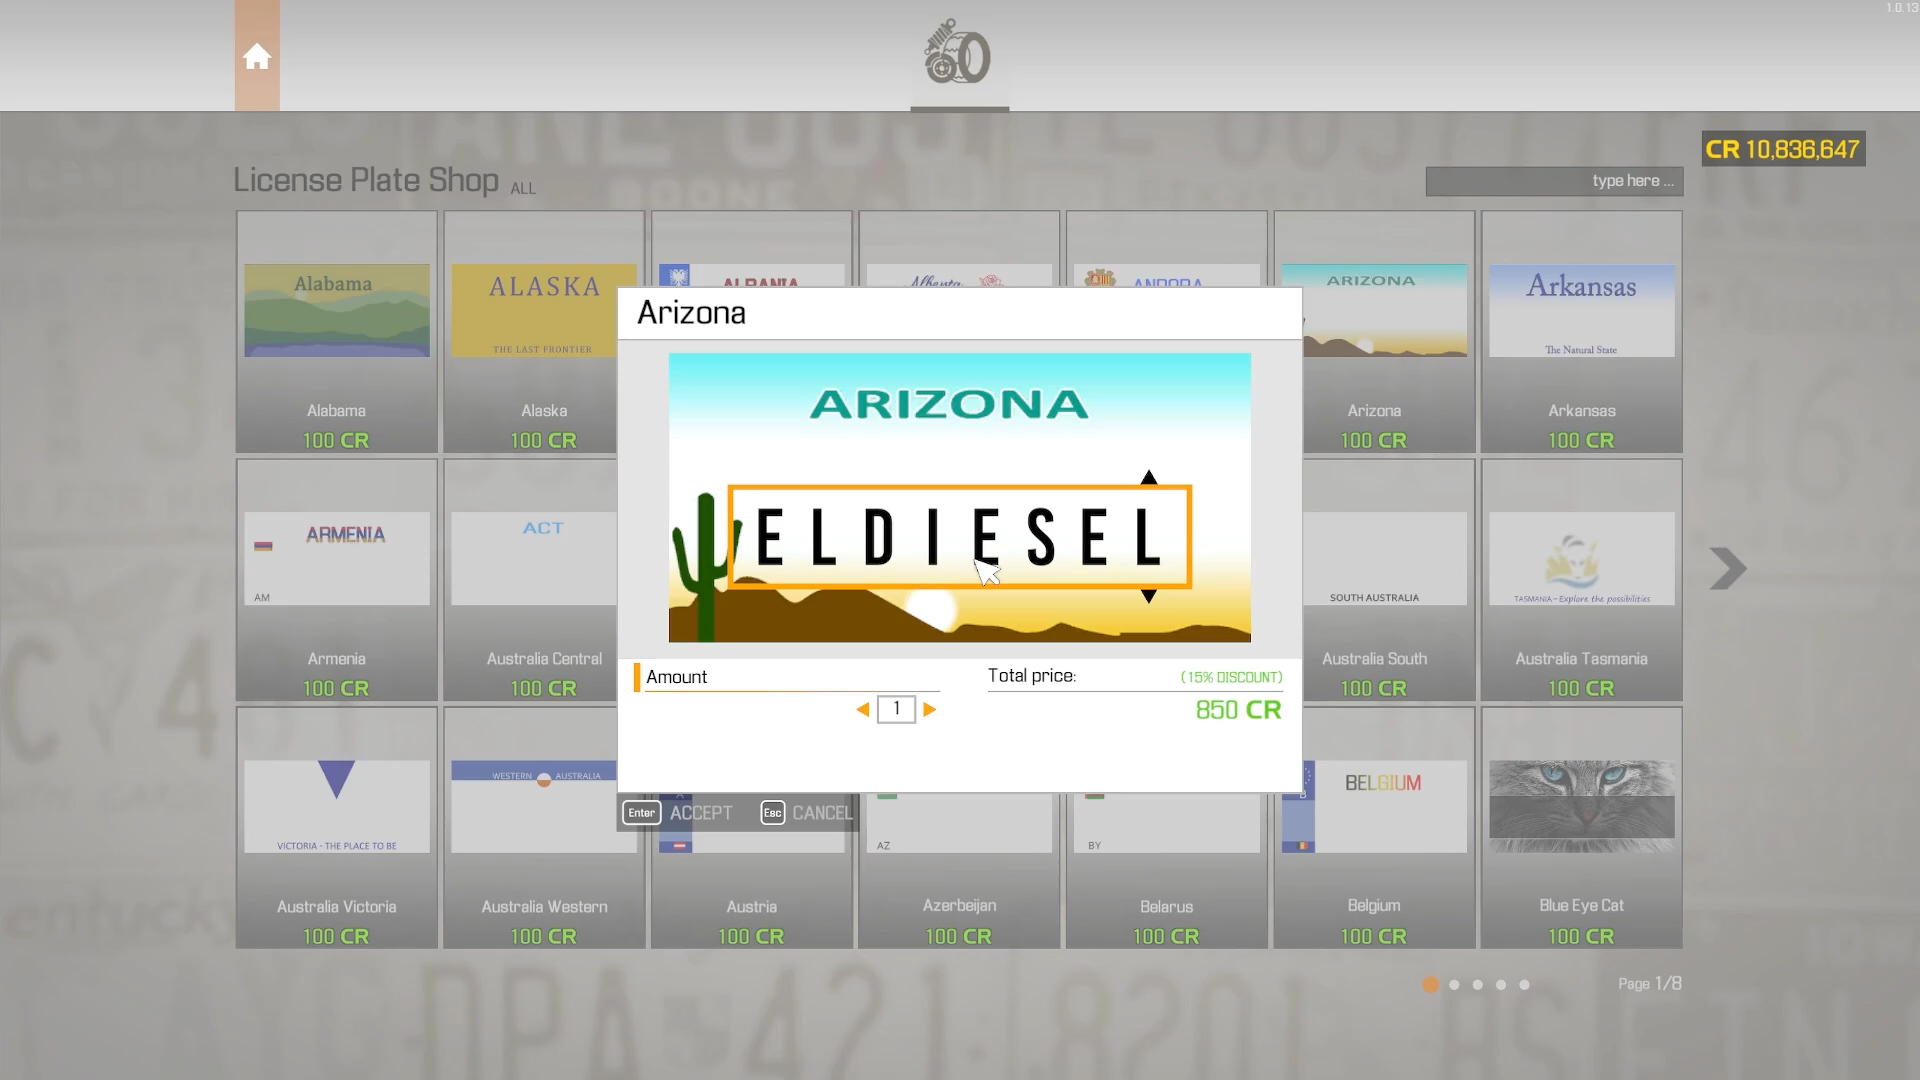 1.0.13
CR 10,836,647
License Plate Shop ALL
type here ...
Alabama
Alabama
100 CR
ALASKA
THE LAST FRONTIER
Alaska
100 CR
ALBANIA
Alberta
ANDORA
ARIZONA
Arizona
100 CR
Arkansas
The Natural State
Arkansas
100 CR
Arizona
ARIZONA
ELDIESEL
Amount
1
Total price:
(15% DISCOUNT)
850 CR
Enter ACCEPT
Esc CANCEL
ARMENIA
AM
Armenia
100 CR
ACT
Australia Central
100 CR
SOUTH AUSTRALIA
Australia South
100 CR
TASMANIA - Explore the possibilities
Australia Tasmania
100 CR
VICTORIA - THE PLACE TO BE
Australia Victoria
100 CR
WESTERN AUSTRALIA
Australia Western
100 CR
A
Austria
100 CR
AZ
Azerbeijan
100 CR
BY
Belarus
100 CR
B
BELGIUM
Belgium
100 CR
Blue Eye Cat
100 CR
Page 1/8